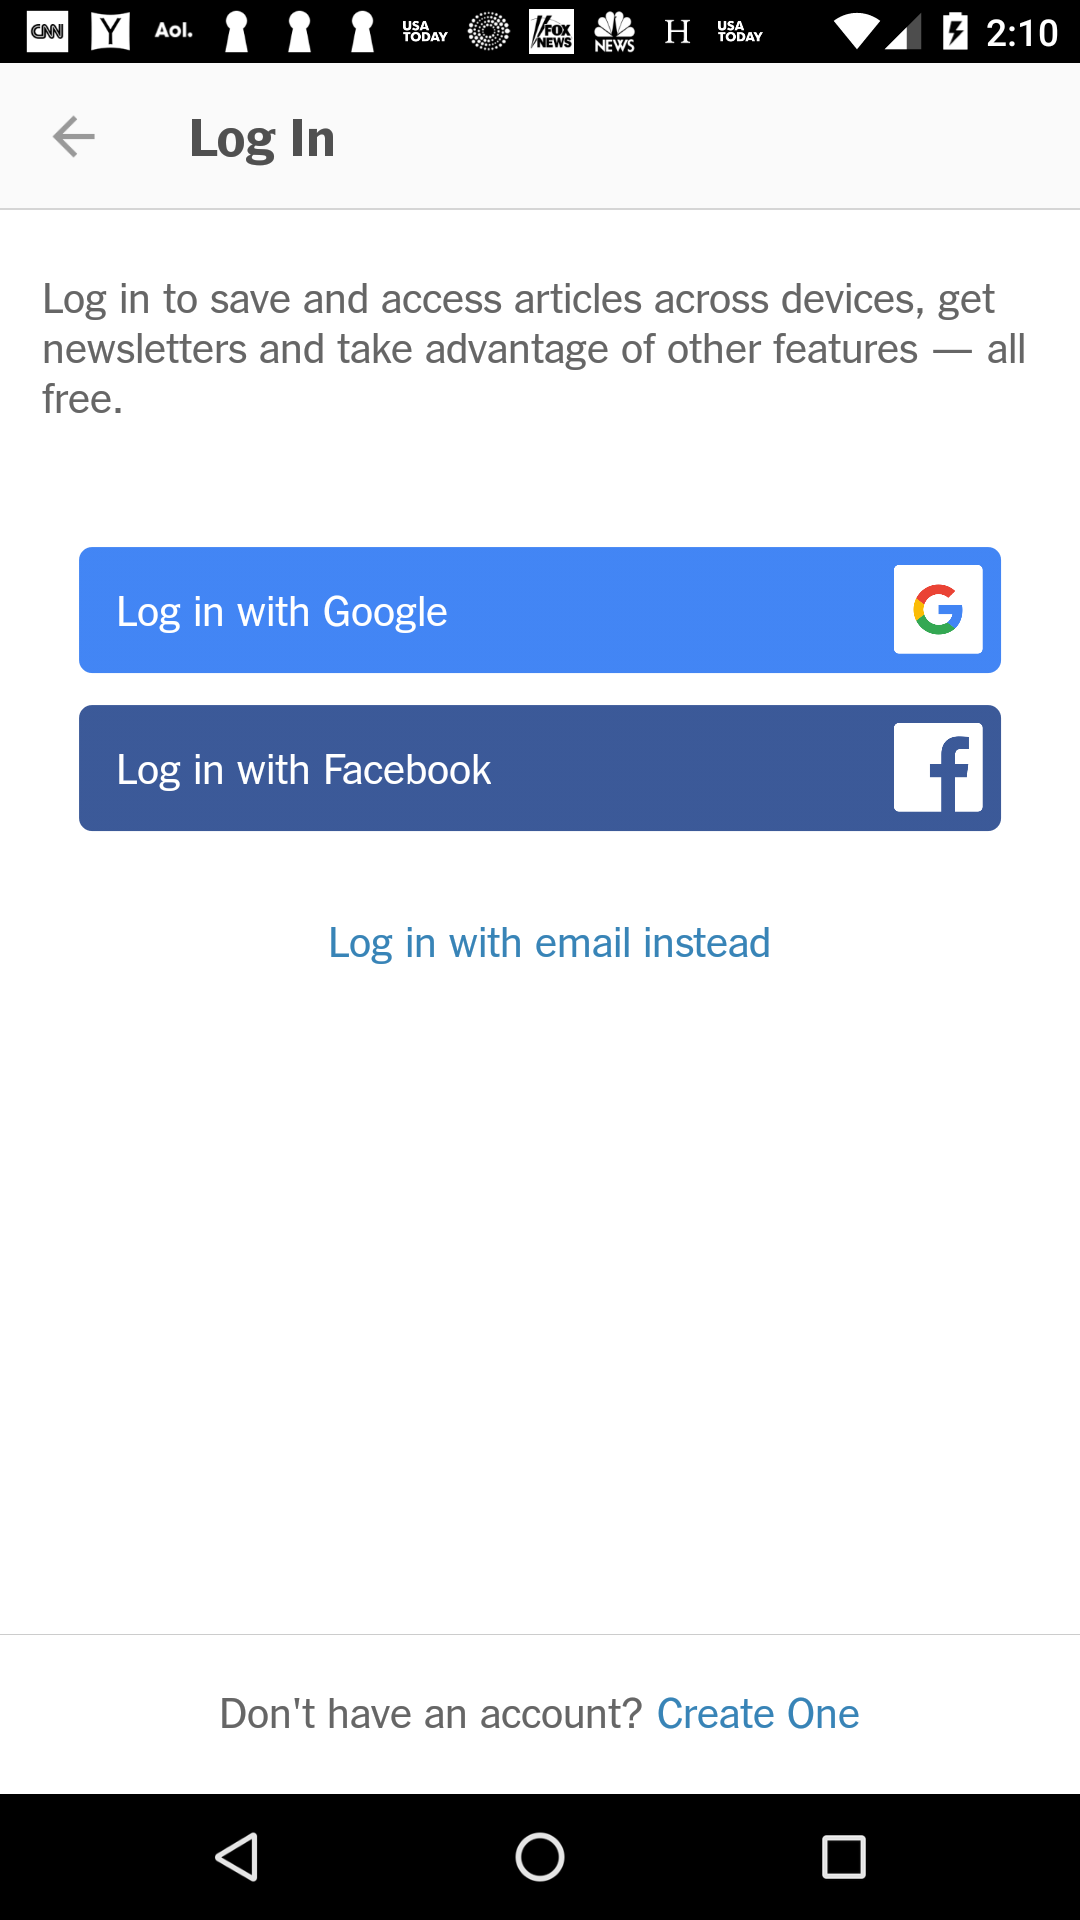 CNN Y Aol. USA TODAY FOX NEWS NBC NEWS H USA TODAY 2:10
Log In
Log in to save and access articles across devices, get
newsletters and take advantage of other features — all
free.
Log in with Google
Log in with Facebook
Log in with email instead
Don't have an account? Create One